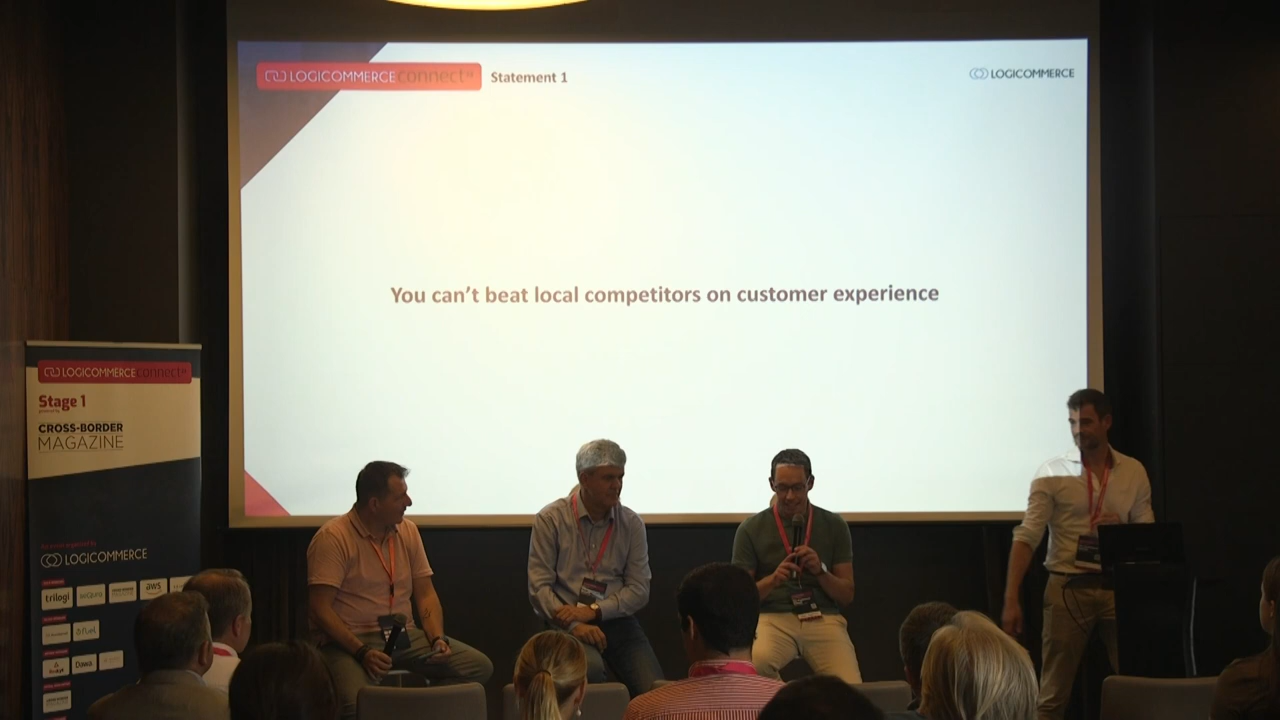 LOGICOMMERCE connect
Statement 1
LOGICOMMERCE
You can't beat local competitors on customer experience
LOGICOMMERCE connect
Stage 1
CROSS-BORDER
MAGAZINE
LOGICOMMERCE
trilogi
aws
Dawa